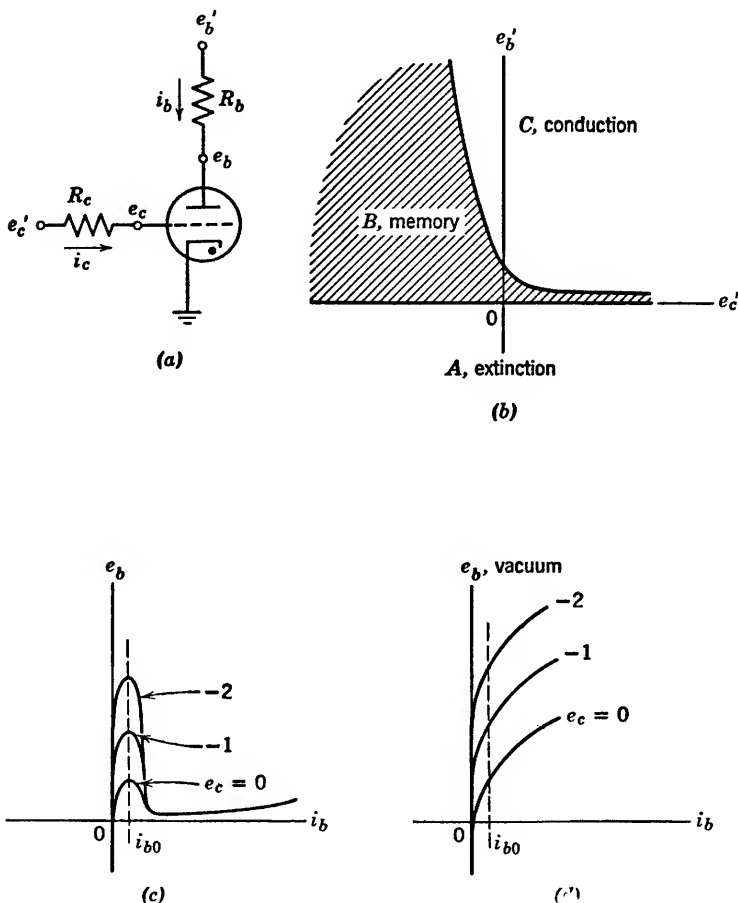 e_b'
i_b
R_b
e_b
R_c
e_c
e_c'
i_c
(a)
e_b'
C, conduction
B, memory
0
e_c'
A, extinction
(b)
e_b
-2
-1
e_c = 0
0
i_b0
i_b
(c)
e_b, vacuum
-2
-1
e_c = 0
0
i_b0
i_b